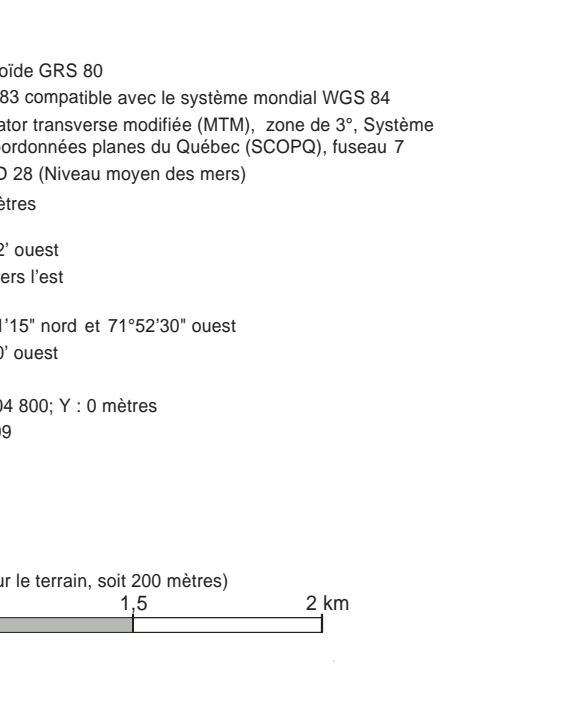 oïde GRS 80
83 compatible avec le système mondial WGS 84
ator transverse modifiée (MTM), zone de 3°, Système
ordonnées planes du Québec (SCOPQ), fuseau 7
D 28 (Niveau moyen des mers)
ètres
2' ouest
ers l'est
1'15" nord et 71°52'30" ouest
0' ouest
04 800; Y : 0 mètres
09
ur le terrain, soit 200 mètres)
1,5 2 km